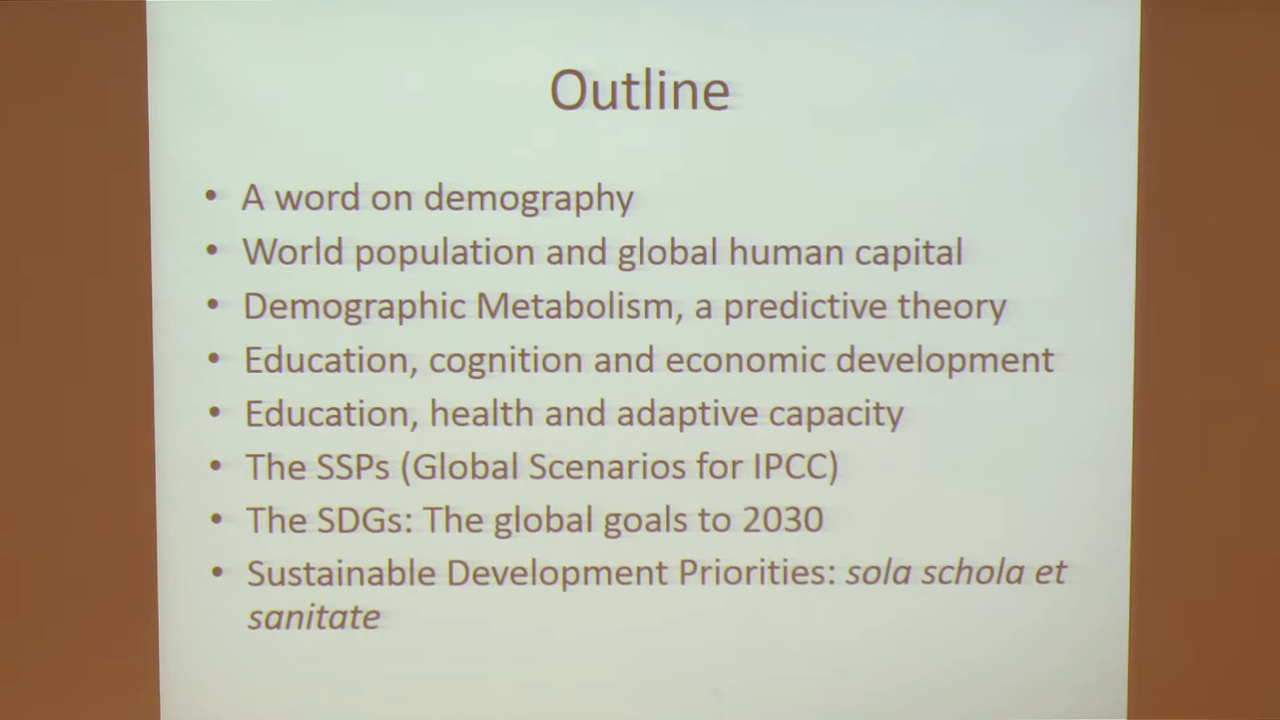 Outline
• A word on demography
• World population and global human capital
• Demographic Metabolism, a predictive theory
• Education, cognition and economic development
• Education, health and adaptive capacity
• The SSPs (Global Scenarios for IPCC)
• The SDGs: The global goals to 2030
• Sustainable Development Priorities: sola schola et
sanitate